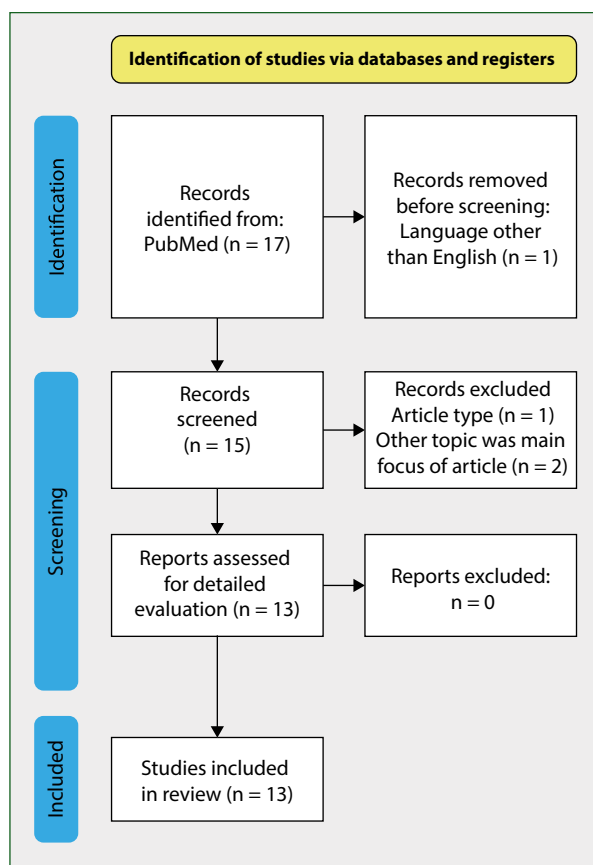 Identification of studies via databases and registers
Identification
Records
identified from:
PubMed (n = 17)
Records removed
before screening:
Language other
than English (n = 1)
Screening
Records
screened
(n = 15)
Records excluded
Article type (n = 1)
Other topic was main
focus of article (n = 2)
Reports assessed
for detailed
evaluation (n = 13)
Reports excluded:
n = 0
Included
Studies included
in review (n = 13)